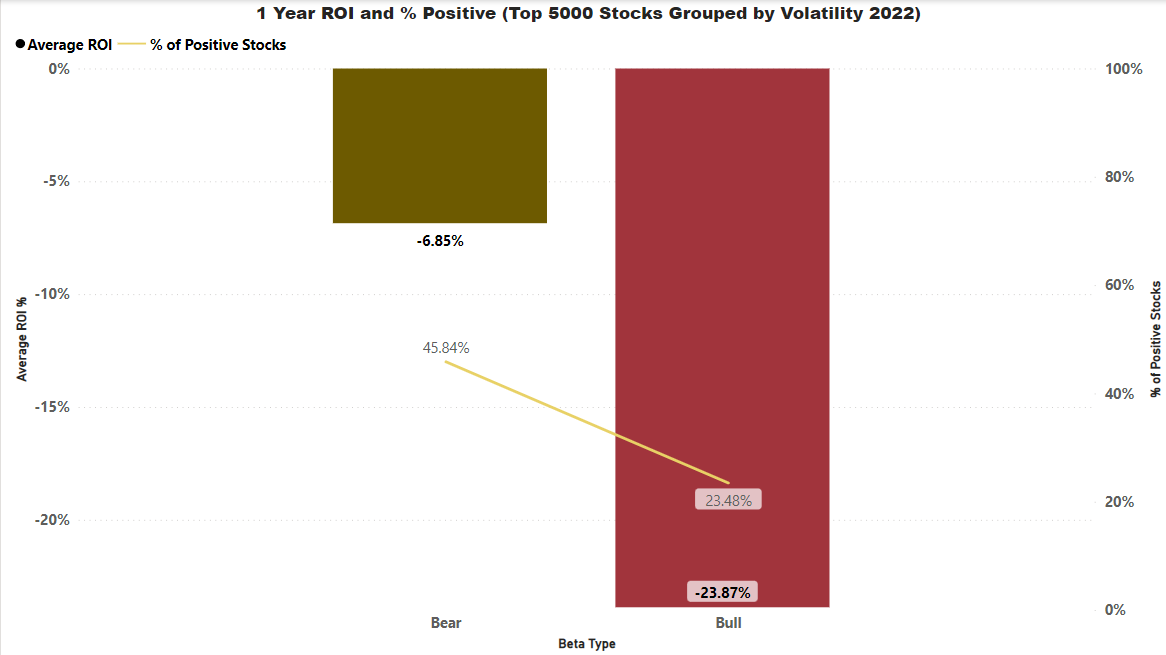 1 Year ROI and % Positive (Top 5000 Stocks Grouped by Volatility 2022)
Average ROI % of Positive Stocks
0%
-5%
-10%
-15%
-20%
Average ROI %
-6.85%
45.84%
23.48%
-23.87%
100%
80%
60%
40%
20%
0%
% of Positive Stocks
Bear Bull
Beta Type